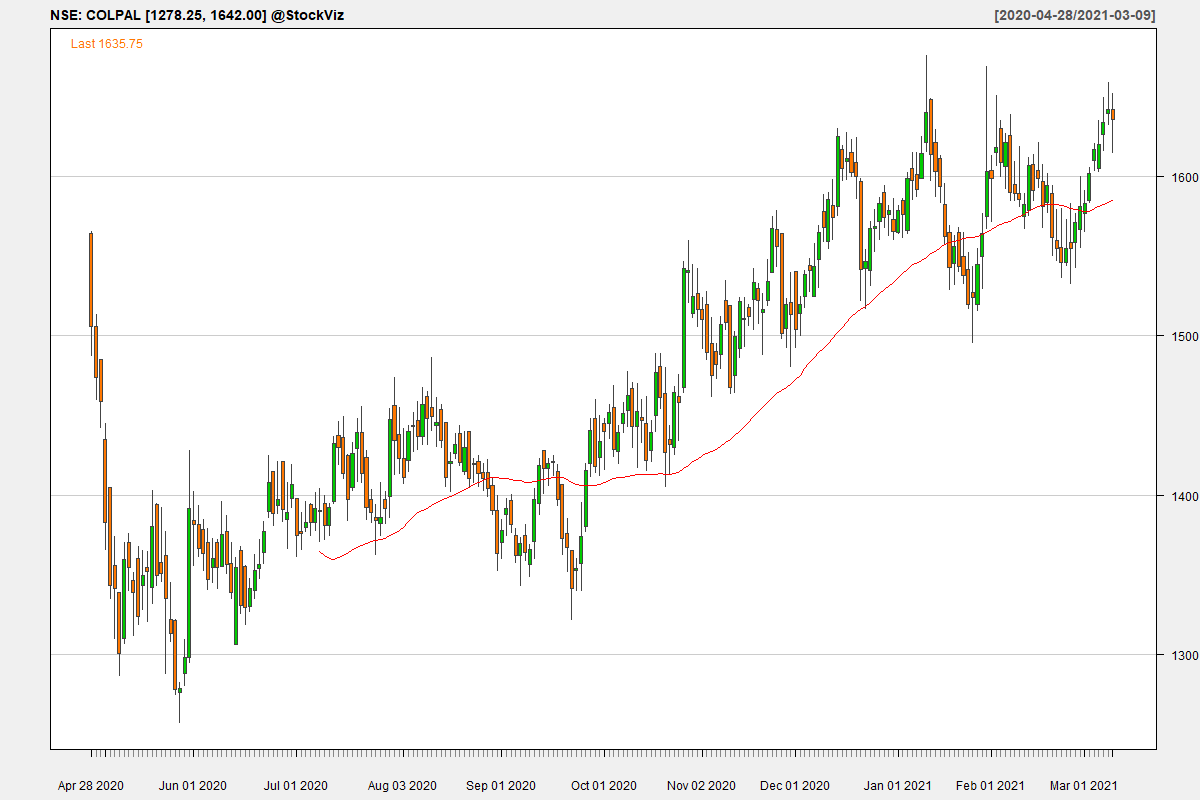 NSE: COLPAL [1278.25, 1642.00] @StockViz [2020-04-28/2021-03-09]
Last 1635.75
1600
1500
1400
1300
Apr 28 2020 Jun 01 2020 Jul 01 2020 Aug 03 2020 Sep 01 2020 Oct 01 2020 Nov 02 2020 Dec 01 2020 Jan 01 2021 Feb 01 2021 Mar 01 2021